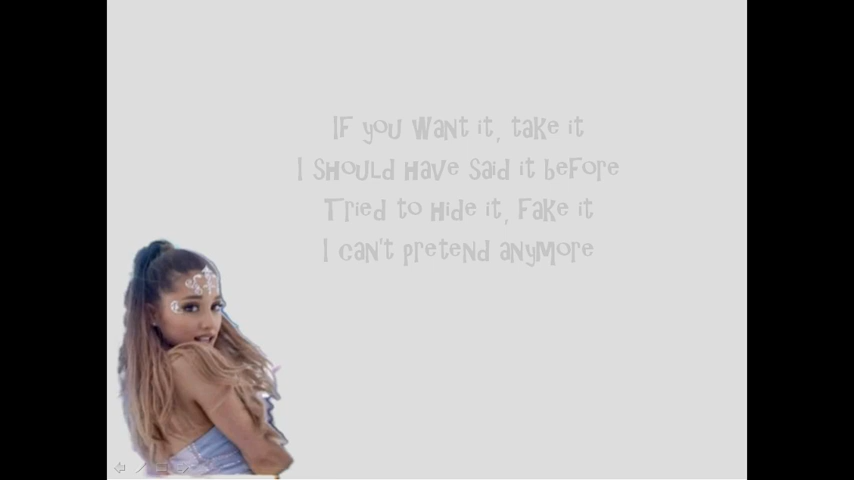 If you want it, take it
I should have said it before
Tried to hide it, fake it
I can't pretend anymore